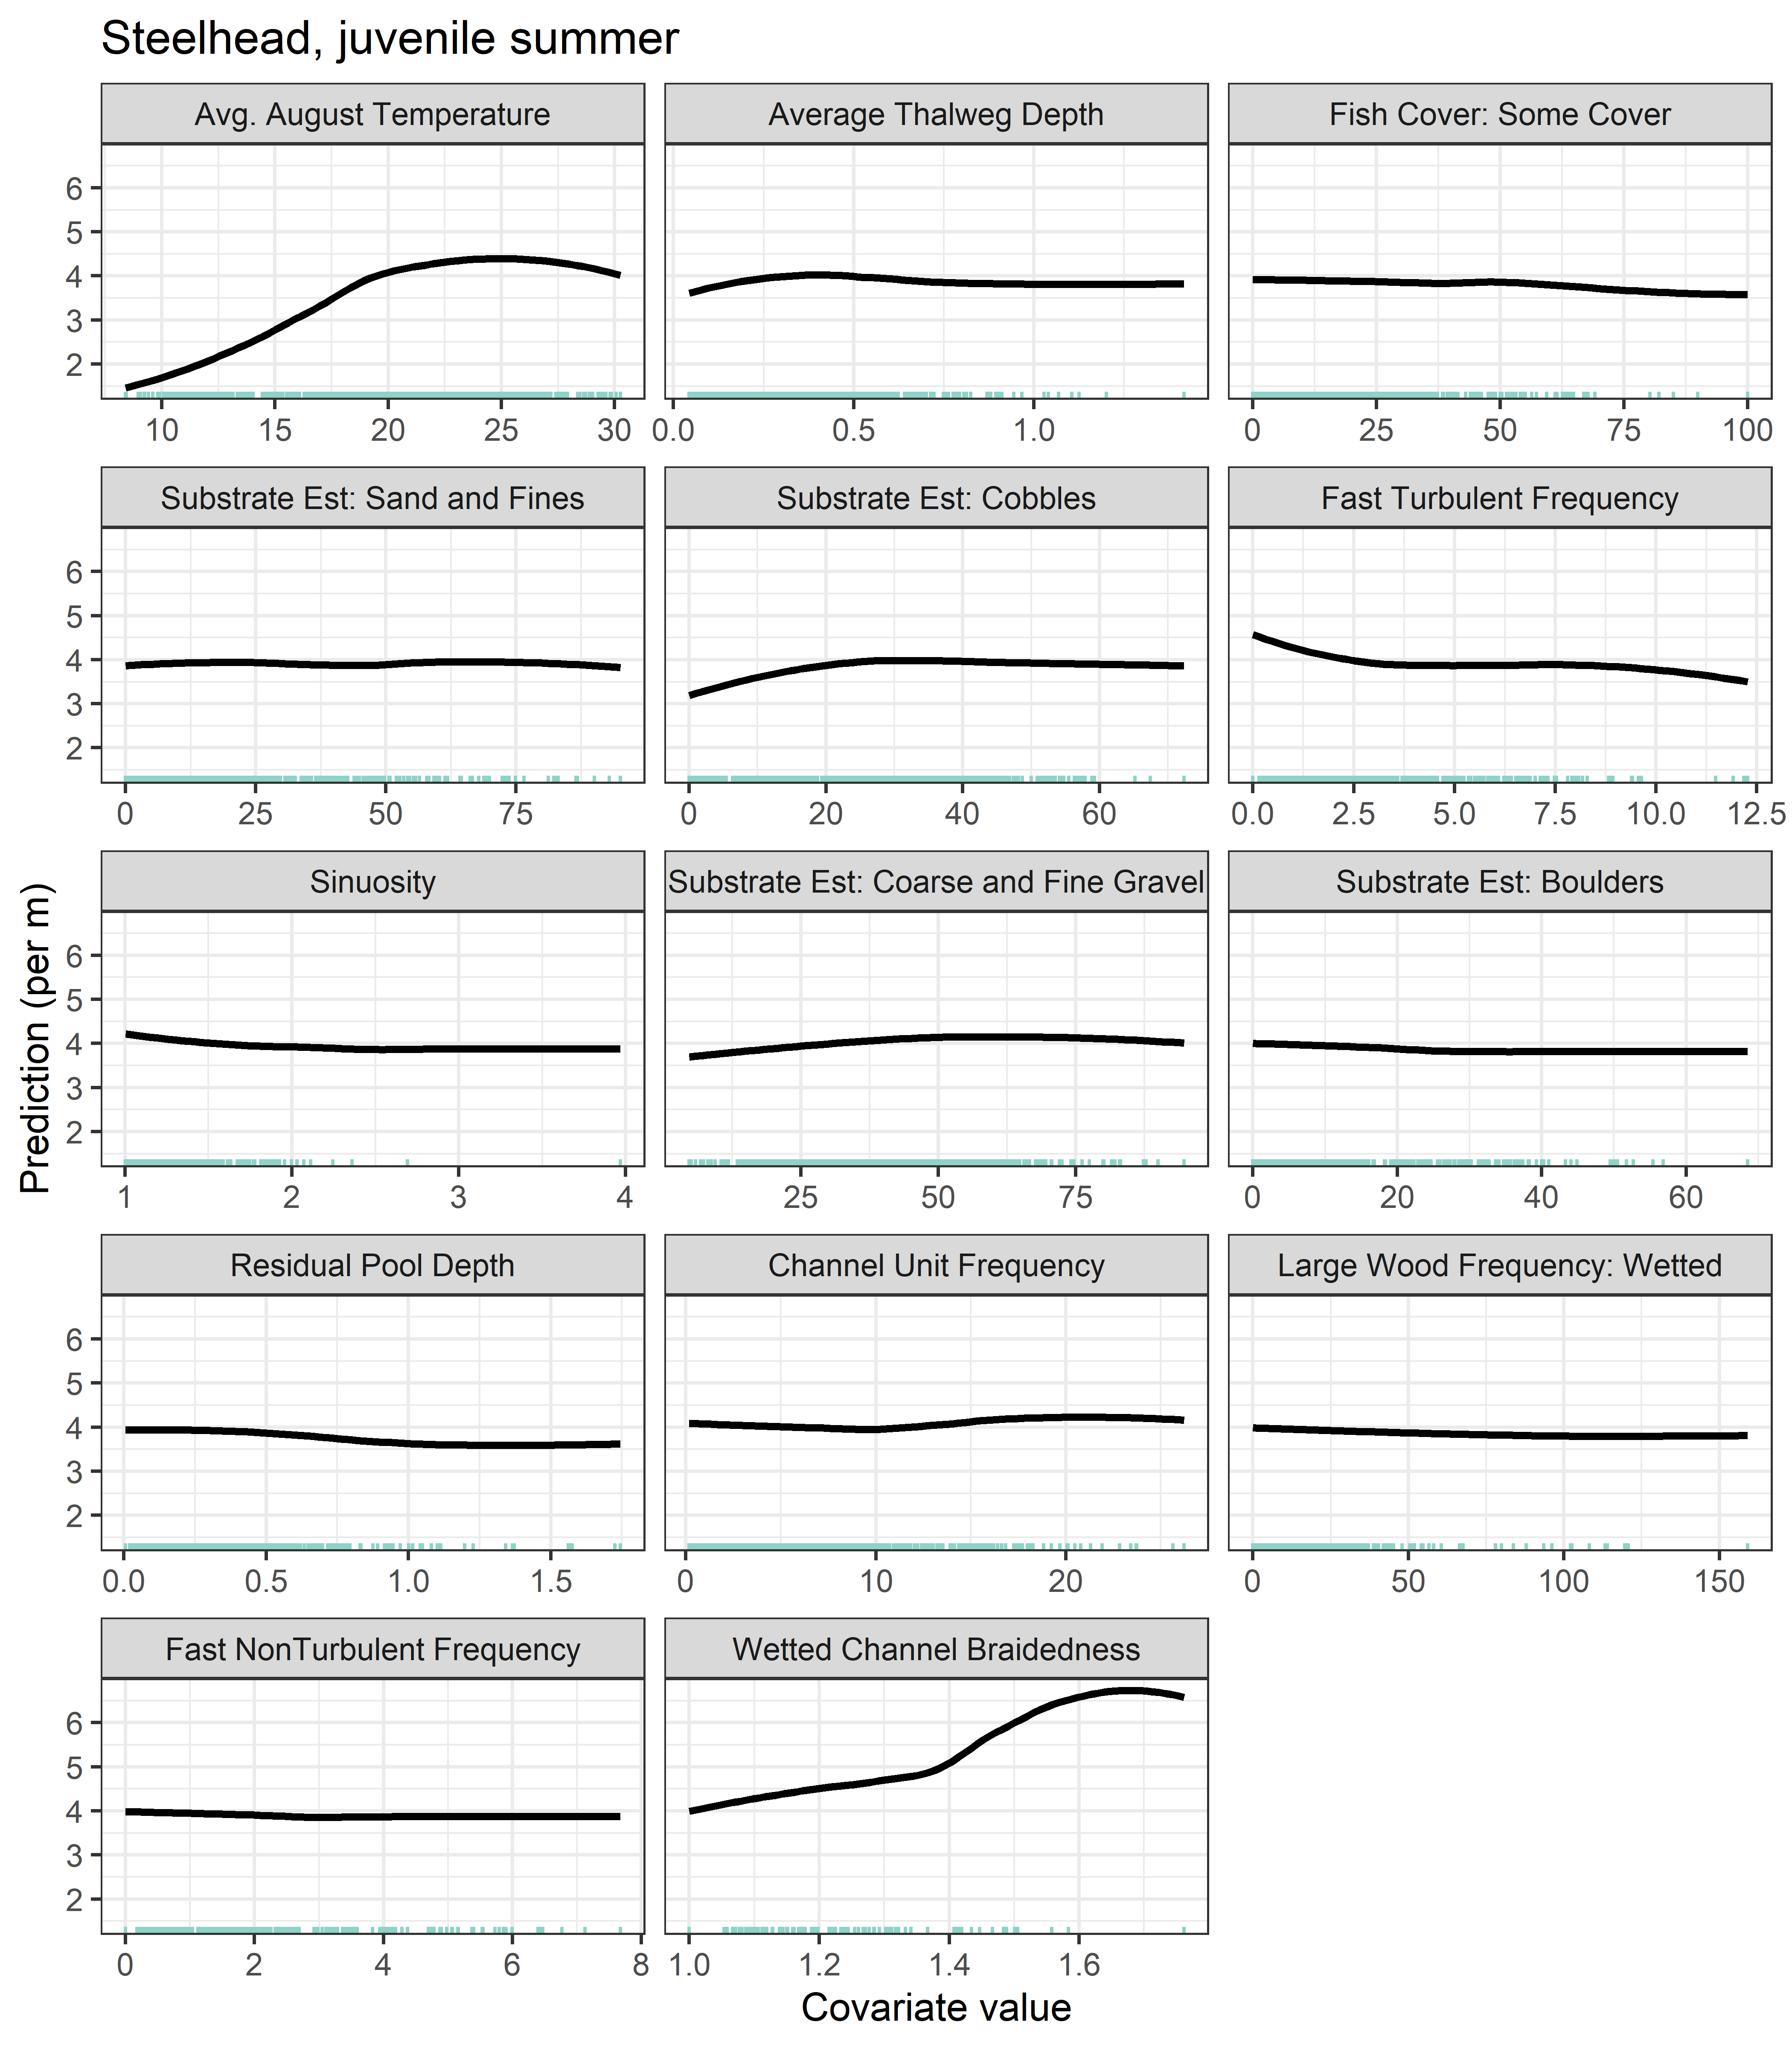 Steelhead, juvenile summer
Avg. August Temperature
Average Thalweg Depth
Fish Cover: Some Cover
6
5
4
3
2
10 15 20 25 30
0.0 0.5 1.0
0 25 50 75 100
Substrate Est: Sand and Fines
Substrate Est: Cobbles
Fast Turbulent Frequency
6
5
4
3
2
0 25 50 75
0 20 40 60
0.0 2.5 5.0 7.5 10.0 12.5
Sinuosity
Substrate Est: Coarse and Fine Gravel
Substrate Est: Boulders
Prediction (per m)
6
5
4
3
2
1 2 3 4
25 50 75
0 20 40 60
Residual Pool Depth
Channel Unit Frequency
Large Wood Frequency: Wetted
6
5
4
3
2
0.0 0.5 1.0 1.5
0 10 20
0 50 100 150
Fast NonTurbulent Frequency
Wetted Channel Braidedness
6
5
4
3
2
0 2 4 6 8
1.0 1.2 1.4 1.6
Covariate value